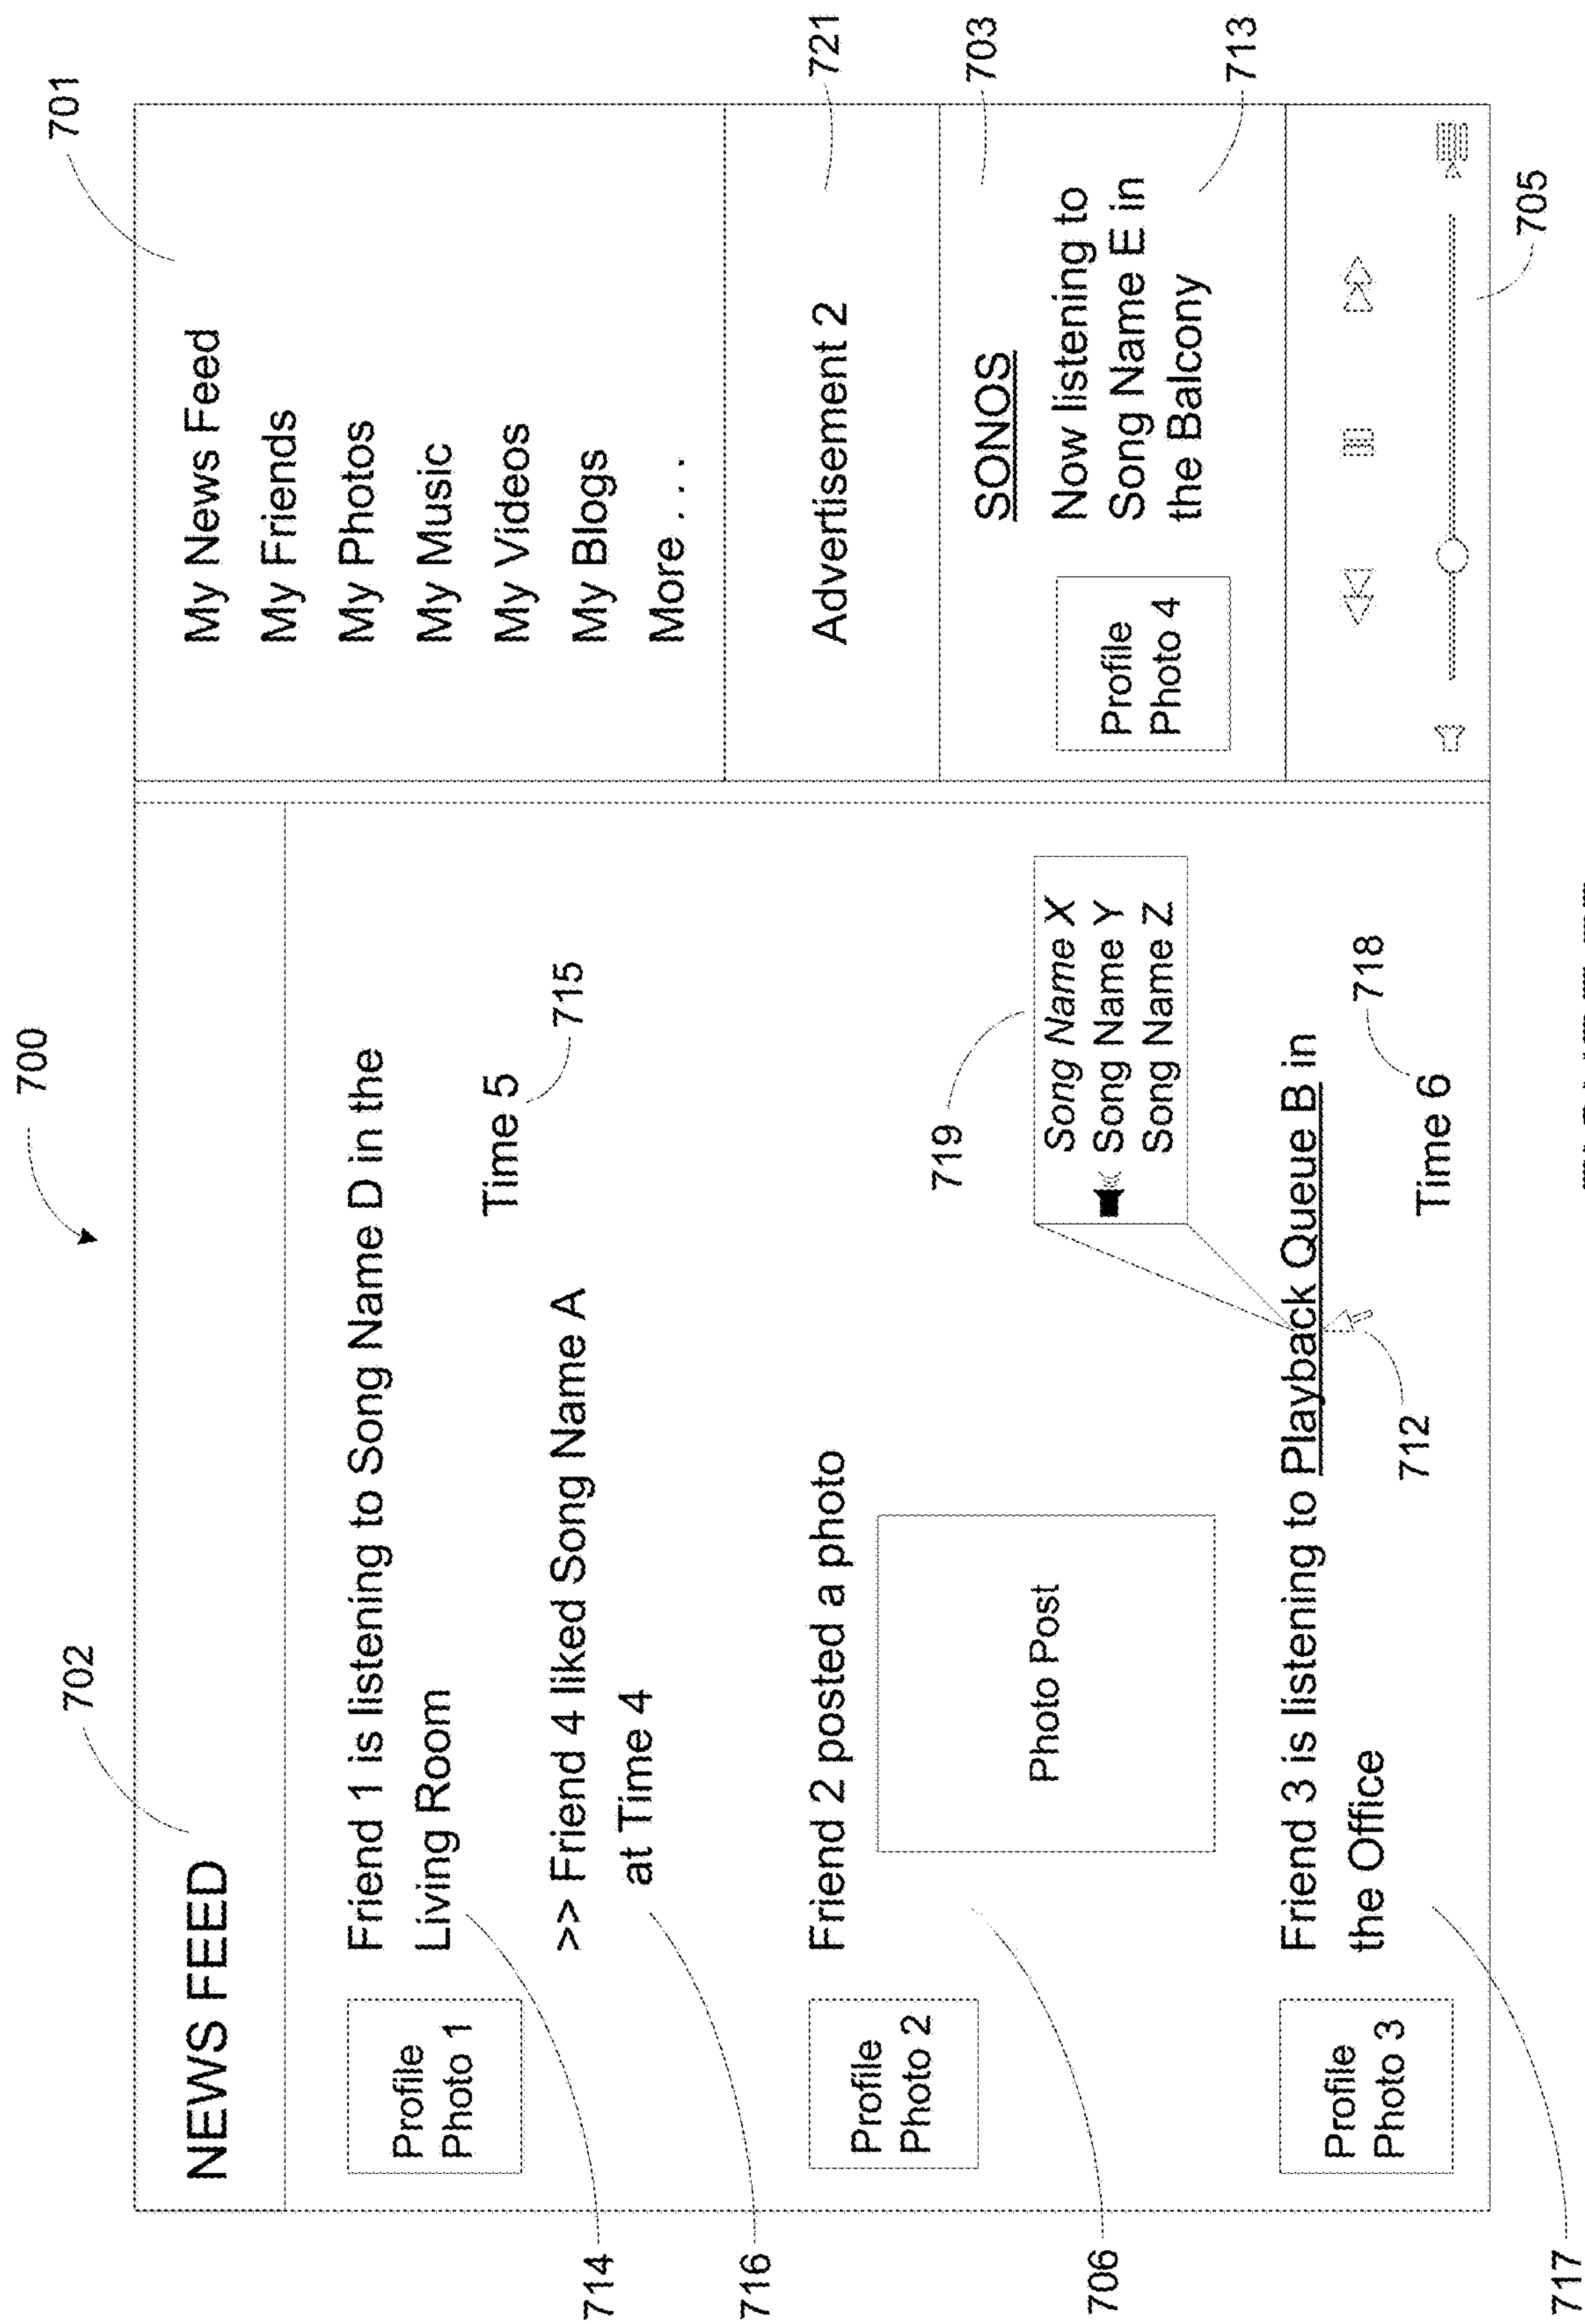 700
702
701
NEWS FEED
Profile
Photo 1
Friend 1 is listening to Song Name D in the
Living Room
Time 5
715
714
>> Friend 4 liked Song Name A
at Time 4
716
Profile
Photo 2
Friend 2 posted a photo
Photo Post
706
719
Song Name X
Song Name Y
Song Name Z
Profile
Photo 3
Friend 3 is listening to Playback Queue B in
the Office
712
Time 6
718
717
My News Feed
My Friends
My Photos
My Music
My Videos
My Blogs
More . . .
Advertisement 2
721
SONOS
703
Profile
Photo 4
Now listening to
Song Name E in
the Balcony
713
705